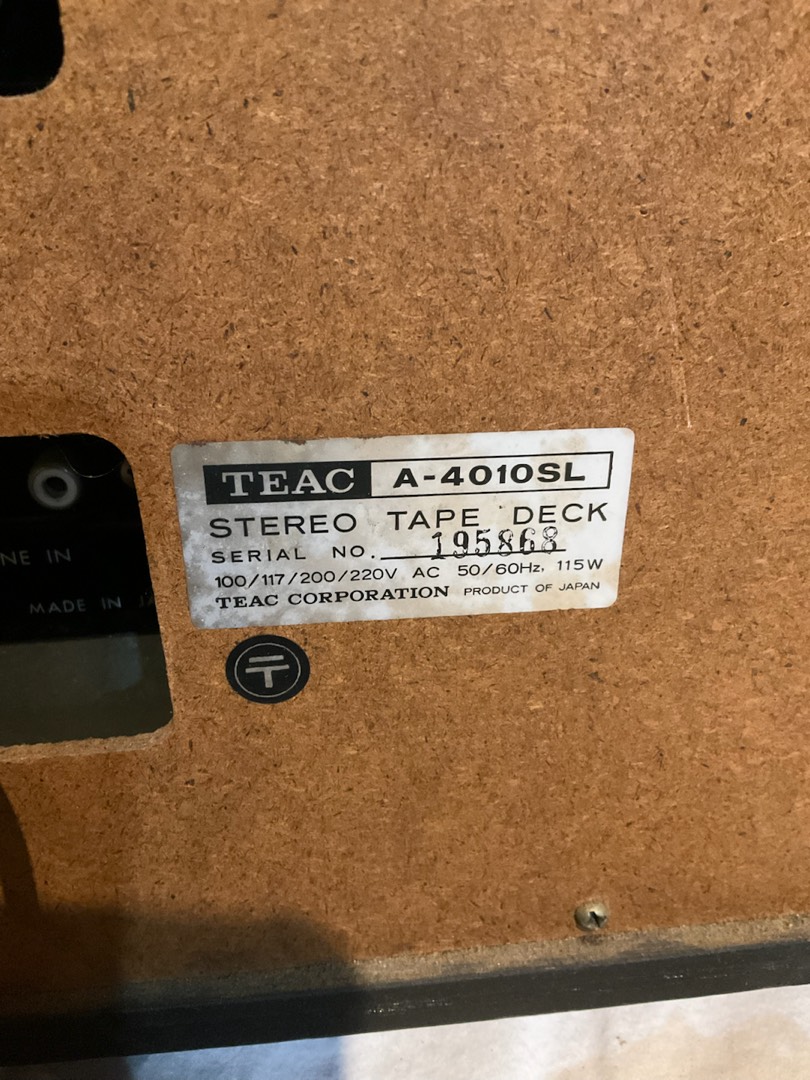 TEAC A-4010SL
STEREO TAPE DECK
SERIAL NO. 195868
100/117/200/220V AC 50/60Hz, 115W
TEAC CORPORATION PRODUCT OF JAPAN
NE IN
MADE IN
〒